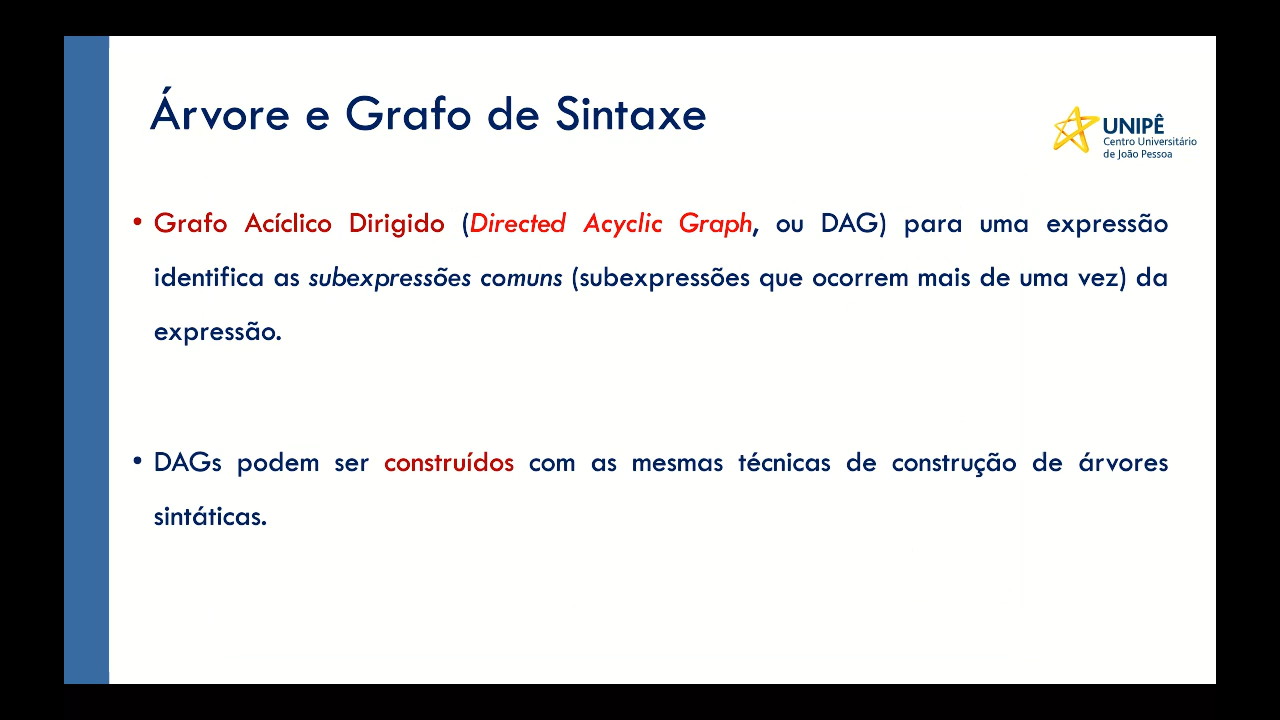 Árvore e Grafo de Sintaxe
UNIPÊ
Centro Universitário
de João Pessoa
• Grafo Acíclico Dirigido (Directed Acyclic Graph, ou DAG) para uma expressão
identifica as subexpressões comuns (subexpressões que ocorrem mais de uma vez) da
expressão.
• DAGs podem ser construídos com as mesmas técnicas de construção de árvores
sintáticas.